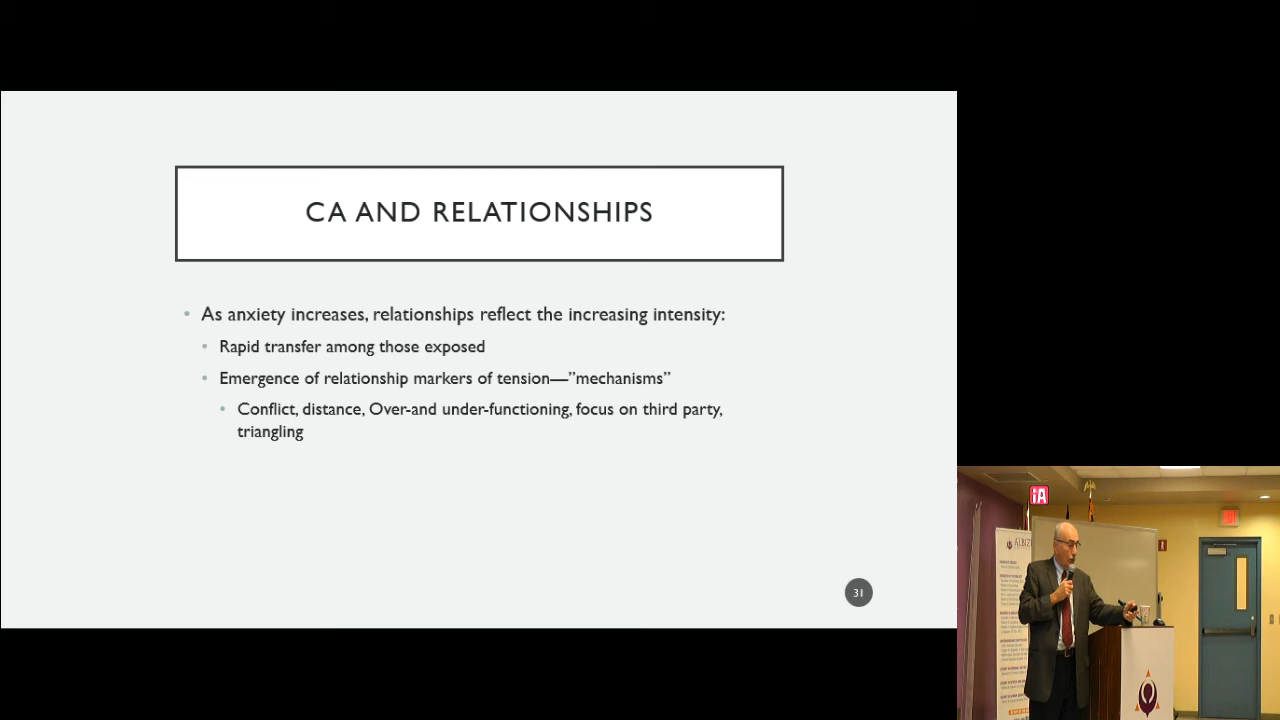 CA AND RELATIONSHIPS
As anxiety increases, relationships reflect the increasing intensity:
Rapid transfer among those exposed
Emergence of relationship markers of tension—”mechanisms”
Conflict, distance, Over-and under-functioning, focus on third party,
triangling
31
iA